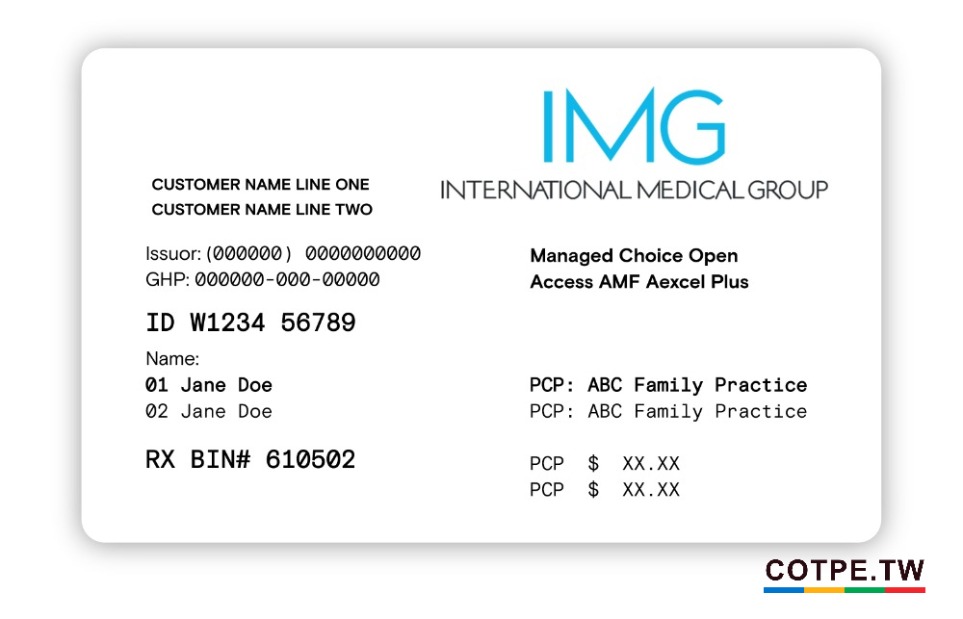 IMG
INTERNATIONAL MEDICAL GROUP
CUSTOMER NAME LINE ONE
CUSTOMER NAME LINE TWO
Issuor: (000000) 0000000000
GHP: 000000-000-00000
Managed Choice Open
Access AMF Aexcel Plus
ID W1234 56789
Name:
01 Jane Doe
02 Jane Doe
PCP: ABC Family Practice
PCP: ABC Family Practice
RX BIN# 610502
PCP $ XX.XX
PCP $ XX.XX
COTPE.TW